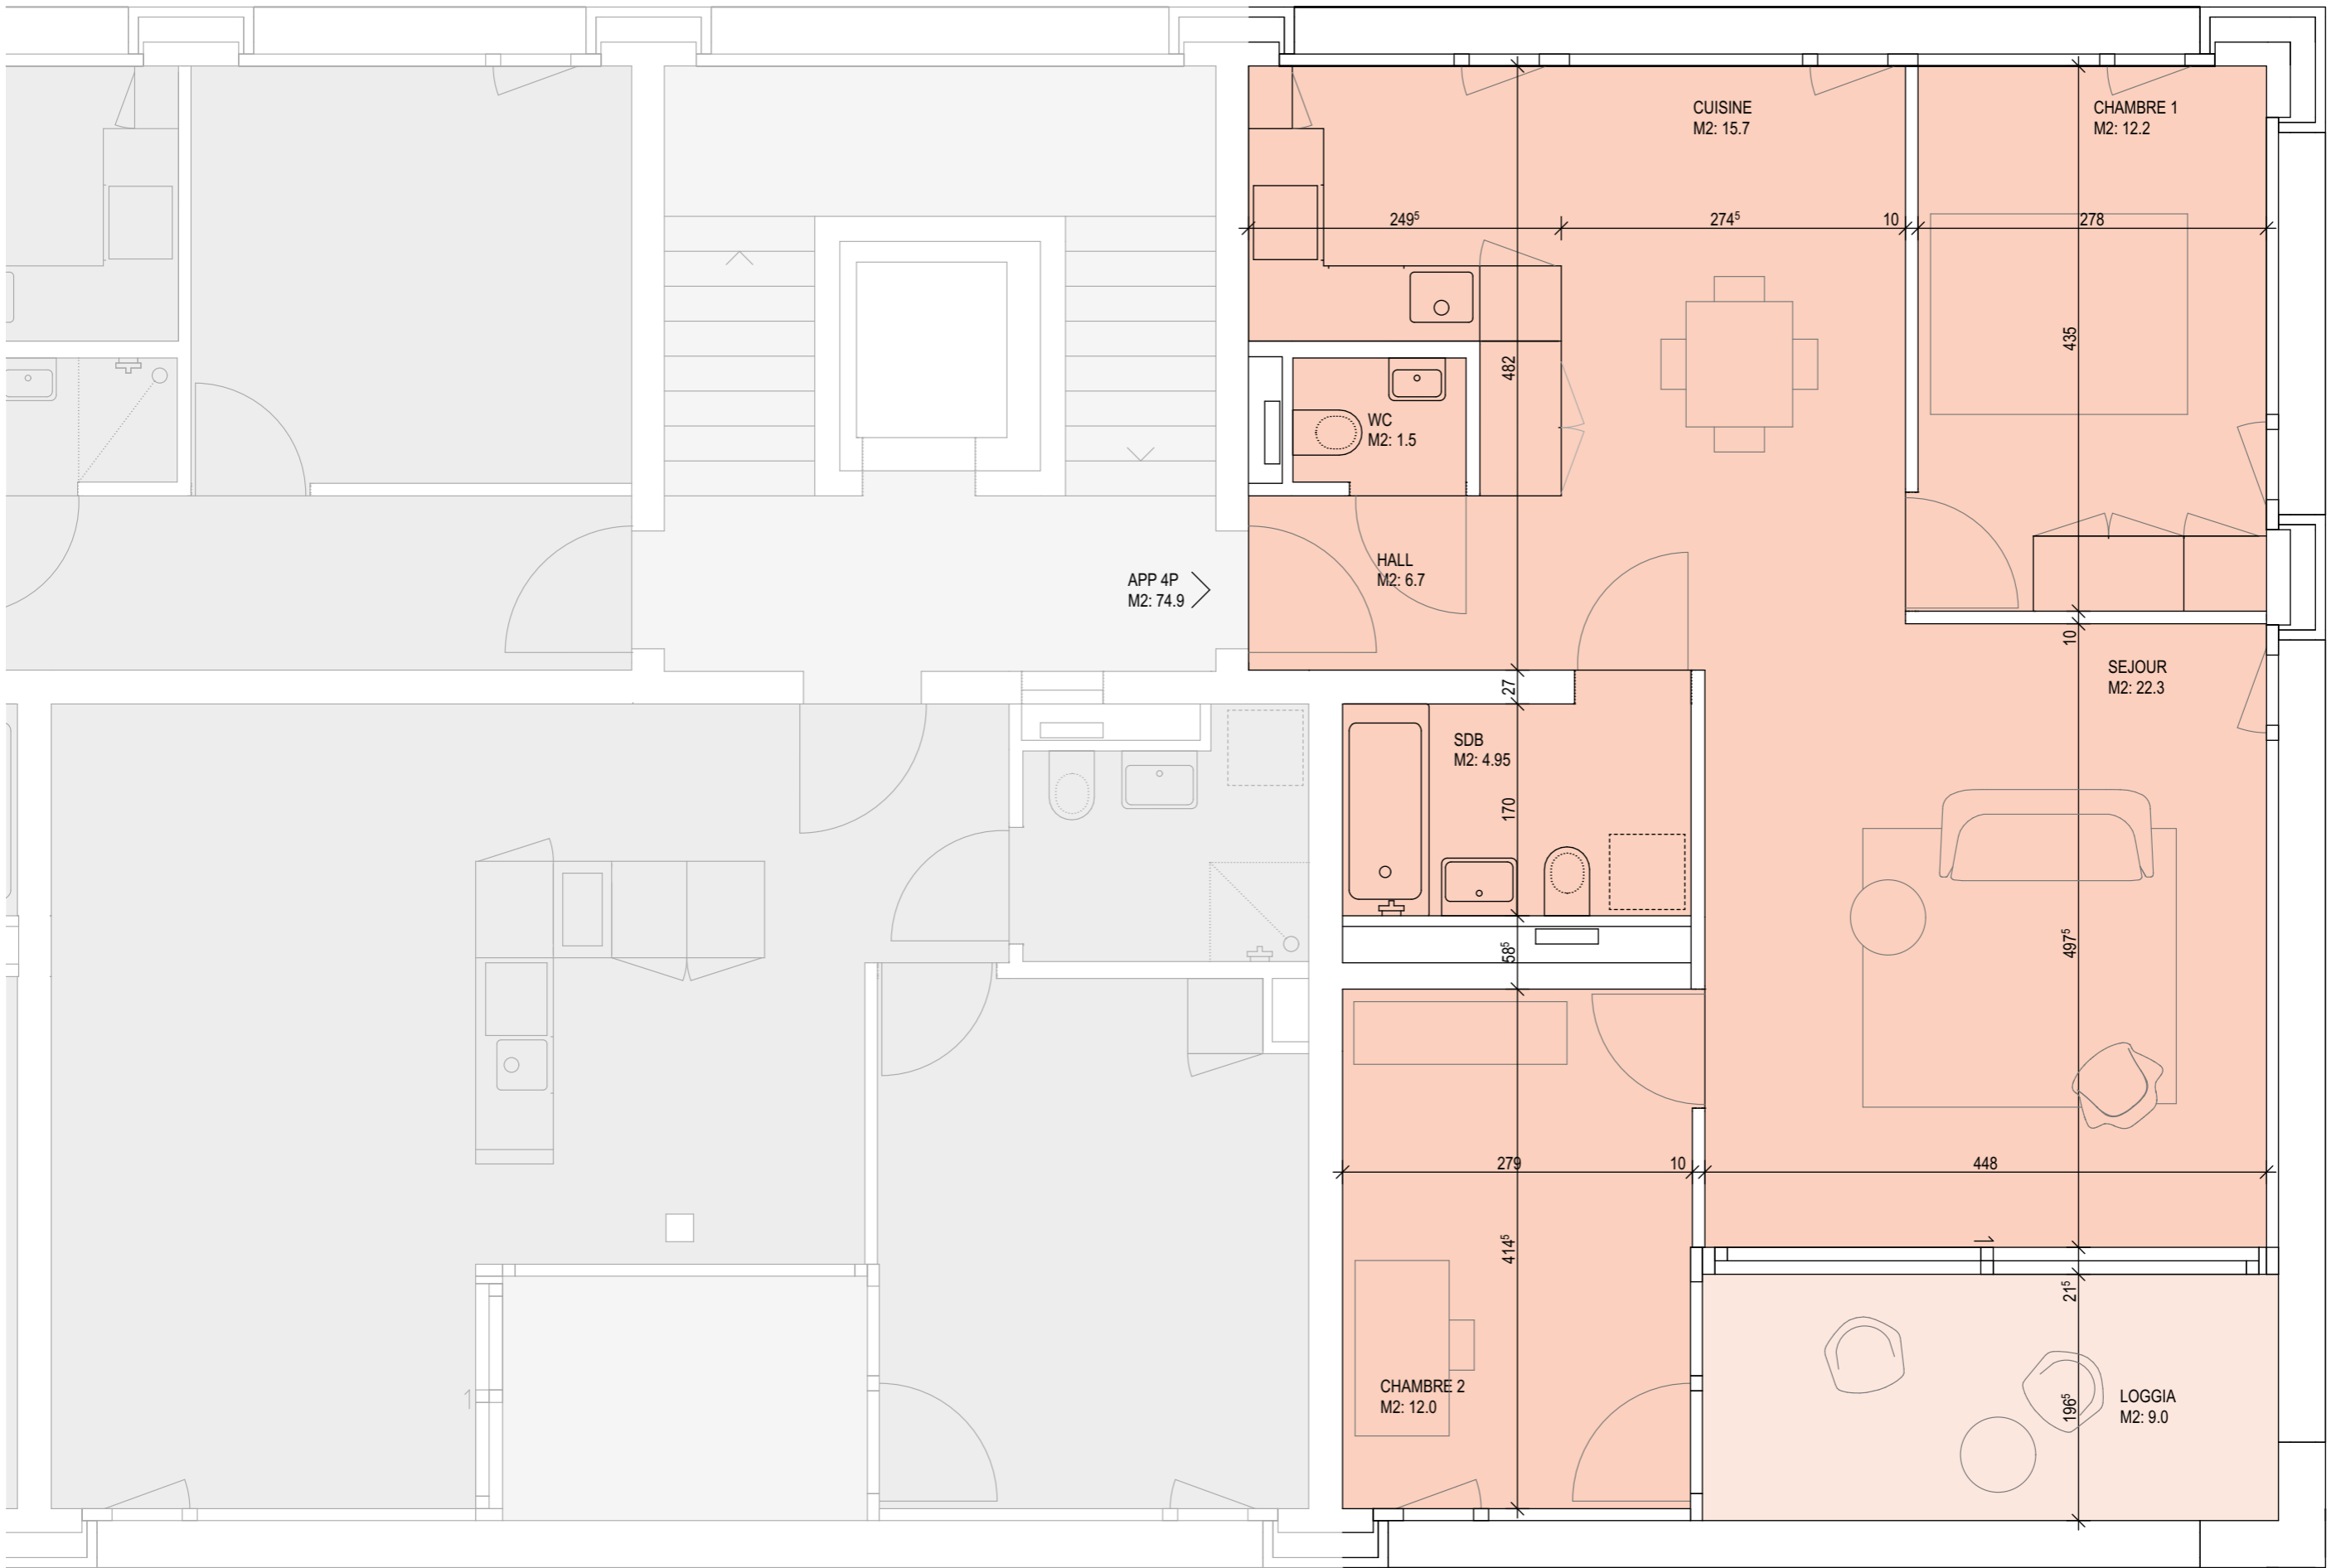 CUISINE
M2: 15.7
CHAMBRE 1
M2: 12.2
249⁵
274⁵
10
278
435
482
WC
M2: 1.5
HALL
M2: 6.7
APP 4P
M2: 74.9
10
SEJOUR
M2: 22.3
27
SDB
M2: 4.95
170
58⁵
497⁵
279
10
448
414⁵
21⁵
CHAMBRE 2
M2: 12.0
196⁵
LOGGIA
M2: 9.0